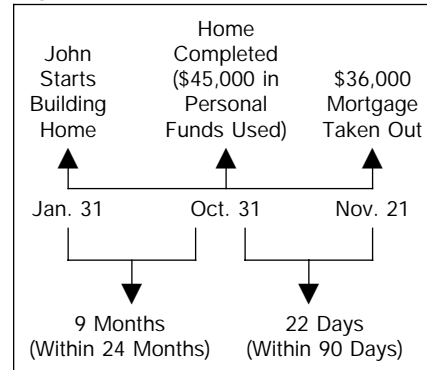 John
Starts
Building
Home
Home
Completed
($45,000 in
Personal
Funds Used)
$36,000
Mortgage
Taken Out
Jan. 31
Oct. 31
Nov. 21
9 Months
(Within 24 Months)
22 Days
(Within 90 Days)